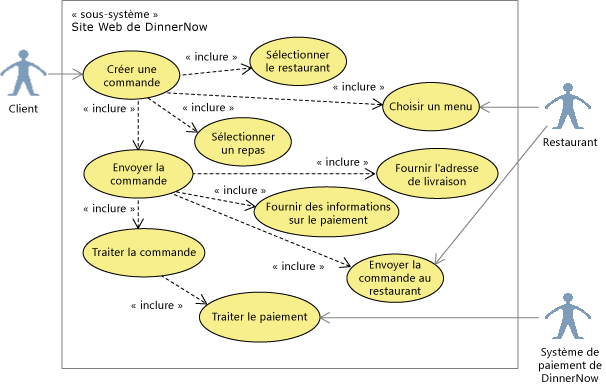 « sous-système »
Site Web de DinnerNow
« inclure »
Sélectionner
le restaurant
Créer une
commande
Client
« inclure »
« inclure »
Choisir un menu
« inclure »
Sélectionner
un repas
Restaurant
« inclure »
Envoyer la
commande
Fournir l'adresse
de livraison
« inclure »
« inclure »
Fournir des informations
sur le paiement
Traiter la commande
« inclure »
Envoyer la
commande au
restaurant
« inclure »
Traiter le paiement
Système de
paiement de
DinnerNow